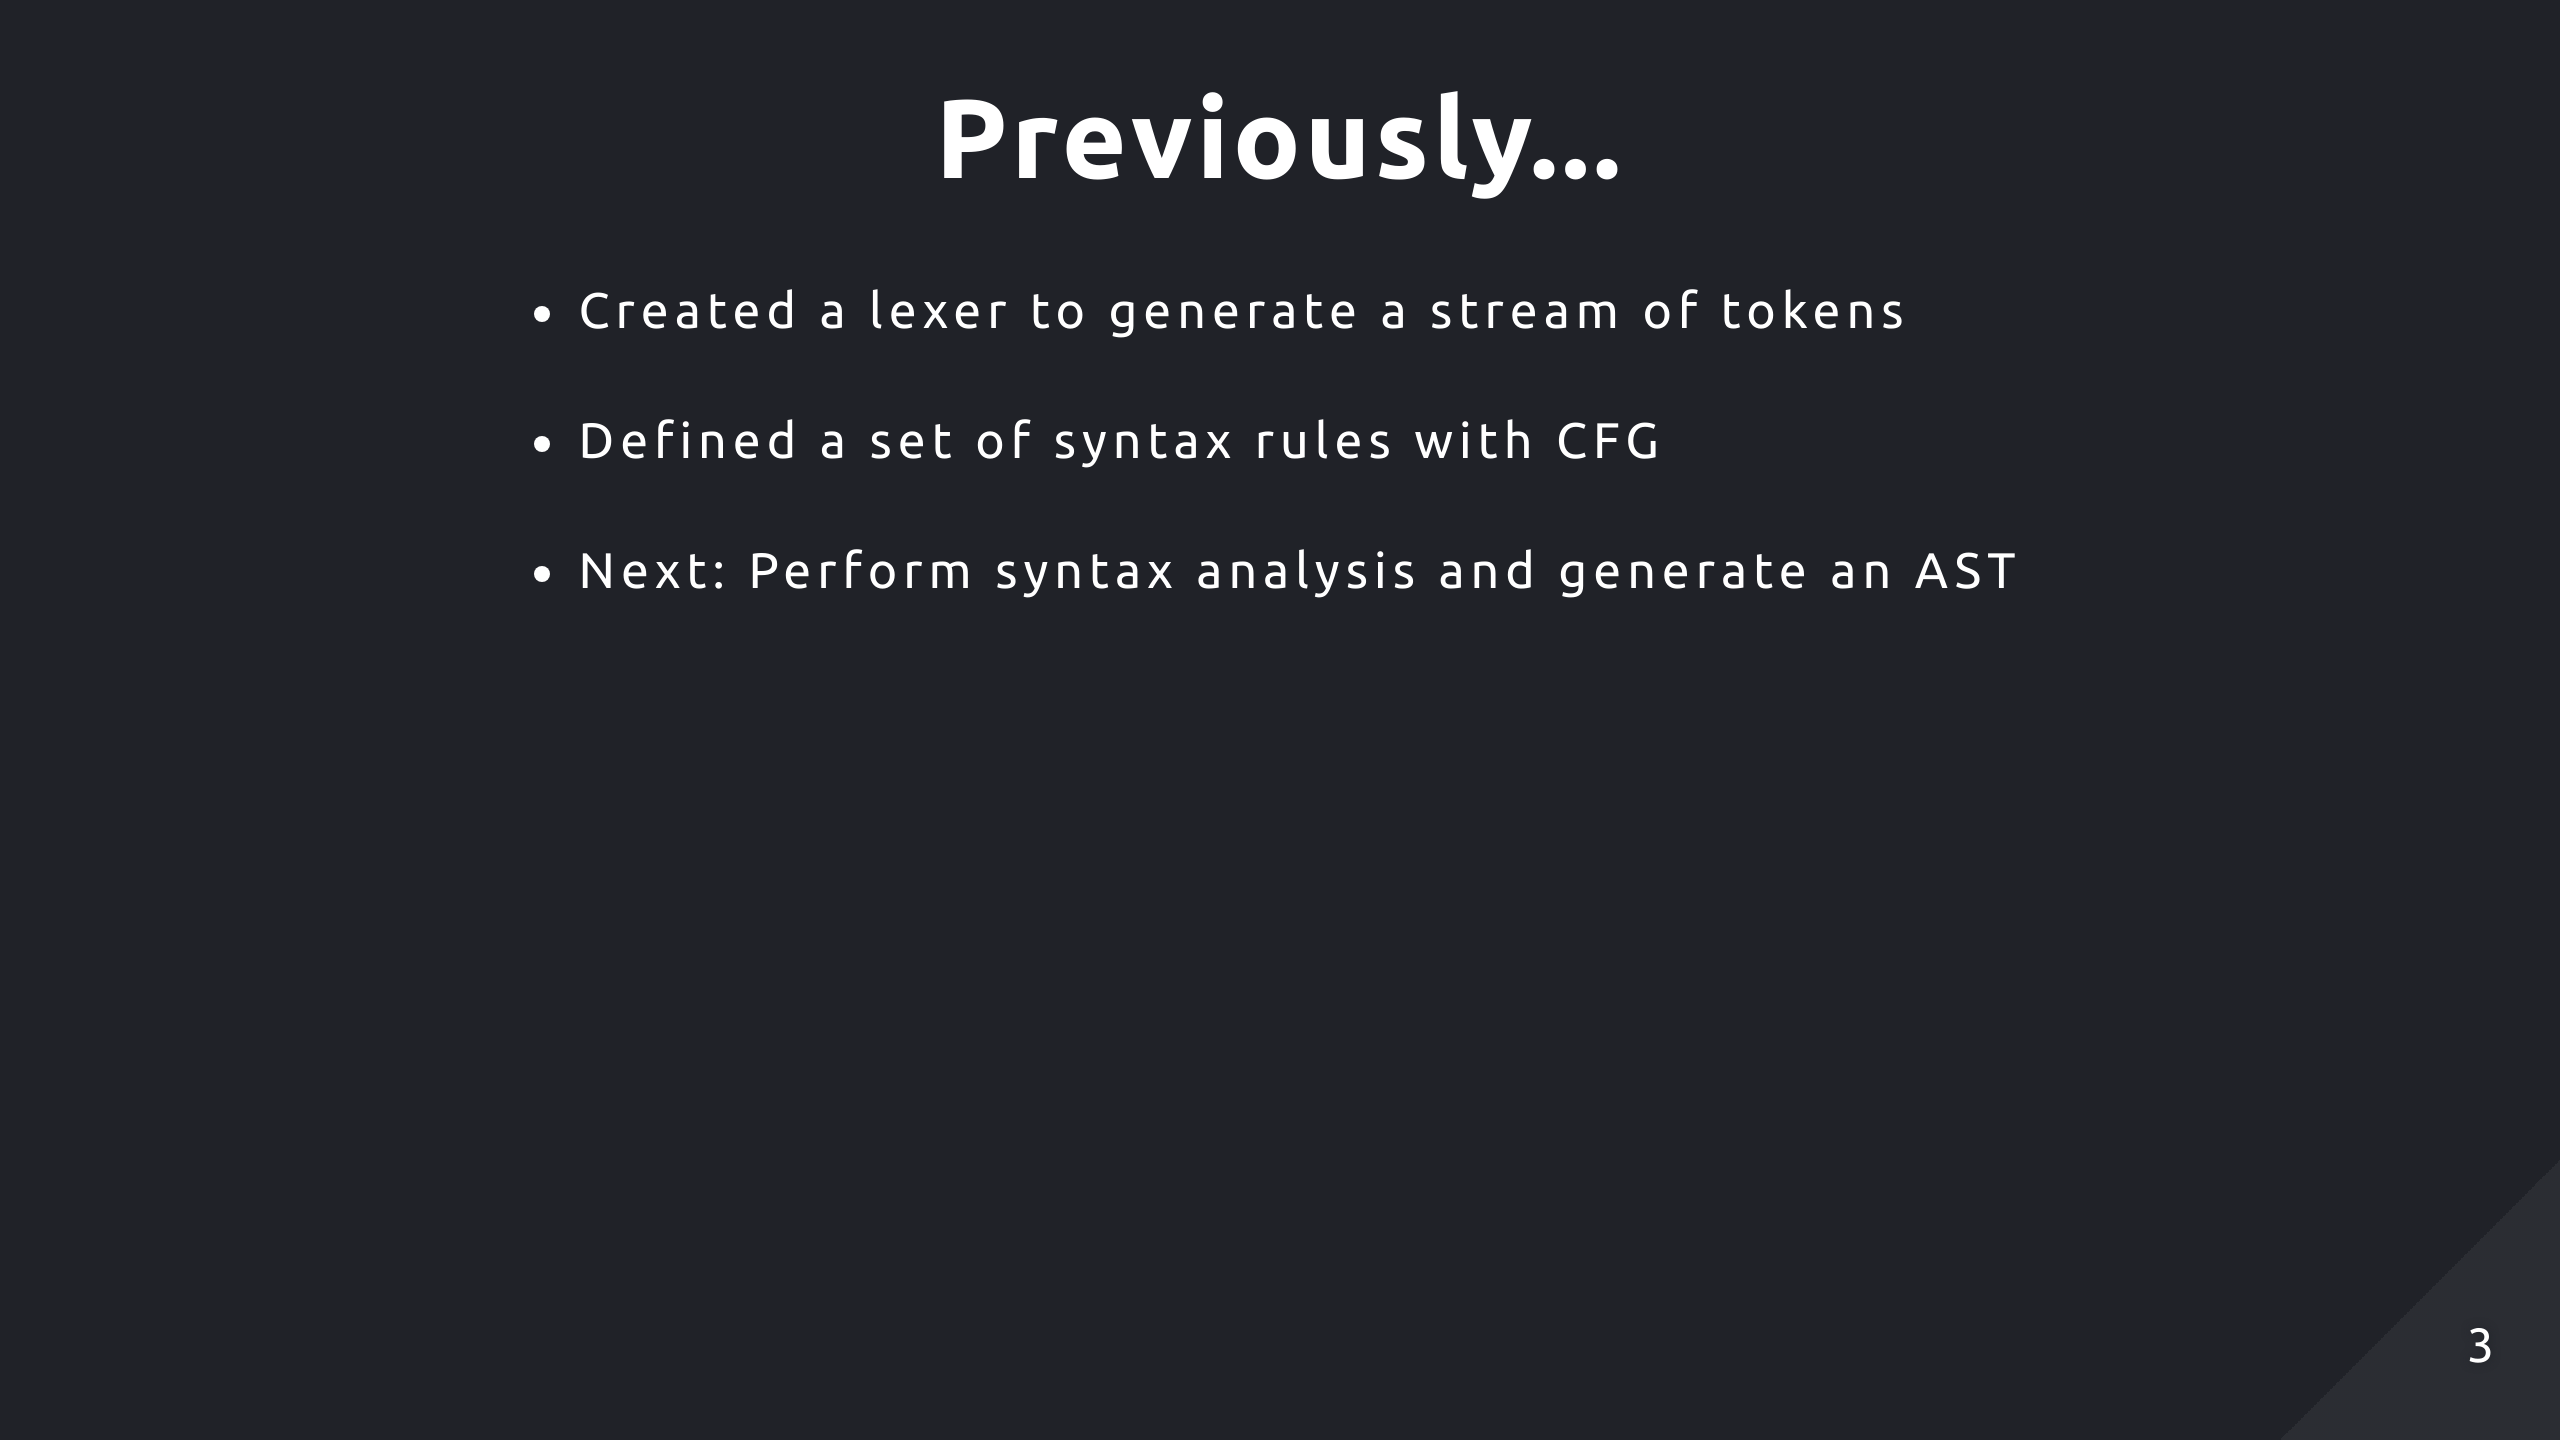 Previously...
• Created a lexer to generate a stream of tokens
• Defined a set of syntax rules with CFG
• Next: Perform syntax analysis and generate an AST
3